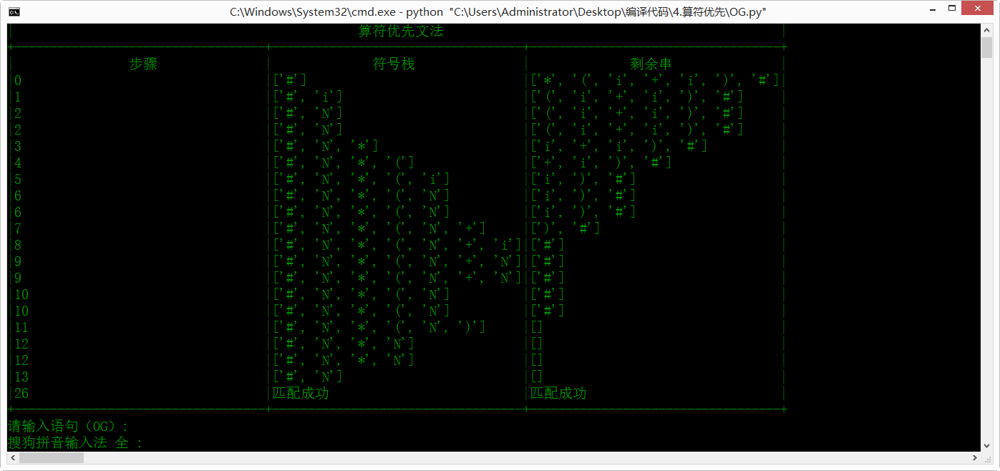 C:\Windows\System32\cmd.exe - python "C:\Users\Administrator\Desktop\编译代码\4.算符优先\OG.py"
算符优先文法
步骤 符号栈 剩余串
0 ['#'] ['*', '(', 'i', '+', 'i', ')', '#']
1 ['#', 'i'] ['(', 'i', '+', 'i', ')', '#']
2 ['#', 'N'] ['(', 'i', '+', 'i', ')', '#']
2 ['#', 'N'] ['(', 'i', '+', 'i', ')', '#']
3 ['#', 'N', '*'] ['i', '+', 'i', ')', '#']
4 ['#', 'N', '*', '('] ['+', 'i', ')', '#']
5 ['#', 'N', '*', '(', 'i'] ['i', ')', '#']
6 ['#', 'N', '*', '(', 'N'] ['i', ')', '#']
6 ['#', 'N', '*', '(', 'N'] ['i', ')', '#']
7 ['#', 'N', '*', '(', 'N', '+'] [')', '#']
8 ['#', 'N', '*', '(', 'N', '+', 'i'] ['#']
9 ['#', 'N', '*', '(', 'N', '+', 'N'] ['#']
9 ['#', 'N', '*', '(', 'N', '+', 'N'] ['#']
10 ['#', 'N', '*', '(', 'N'] ['#']
10 ['#', 'N', '*', '(', 'N'] ['#']
11 ['#', 'N', '*', '(', 'N', ')'] []
12 ['#', 'N', '*', 'N'] []
12 ['#', 'N', '*', 'N'] []
13 ['#', 'N'] []
26 匹配成功 匹配成功
请输入语句（OG）:
搜狗拼音输入法 全 :